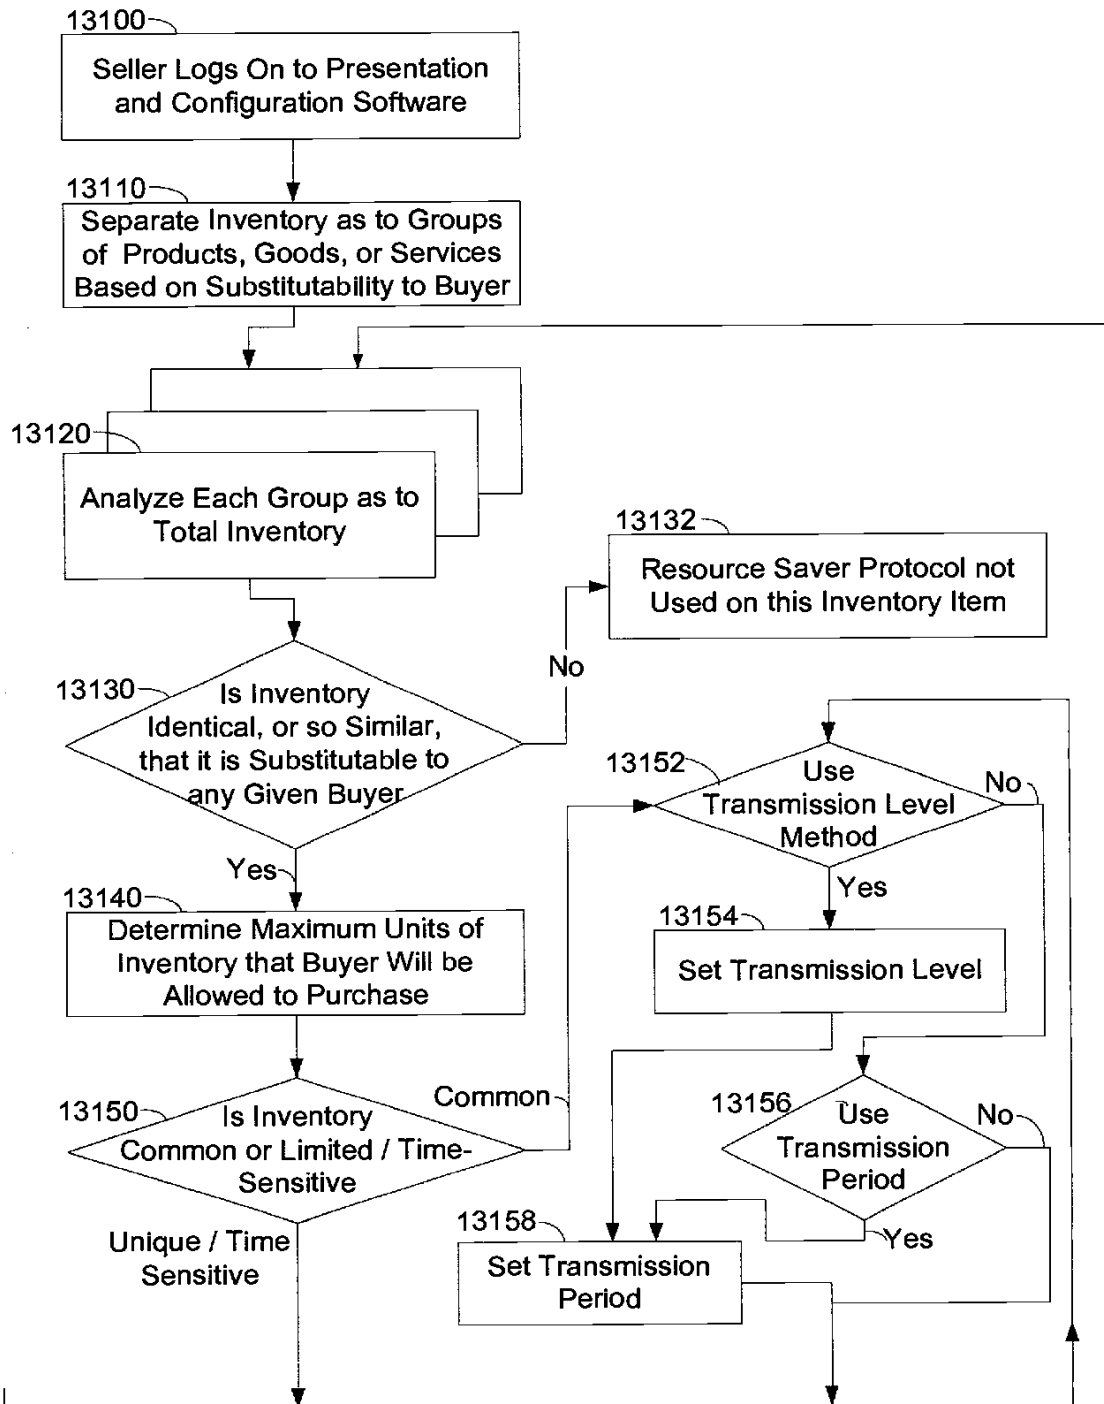 13100
Seller Logs On to Presentation
and Configuration Software
13110
Separate Inventory as to Groups
of Products, Goods, or Services
Based on Substitutability to Buyer
13120
Analyze Each Group as to
Total Inventory
13132
Resource Saver Protocol not
Used on this Inventory Item
No
13130
Is Inventory
Identical, or so Similar,
that it is Substitutable to
any Given Buyer
Yes
13140
Determine Maximum Units of
Inventory that Buyer Will be
Allowed to Purchase
13150
Is Inventory
Common or Limited / Time-
Sensitive
Common
Unique / Time
Sensitive
13152
Use
Transmission Level
Method
No
Yes
13154
Set Transmission Level
13156
Use
Transmission
Period
No
Yes
13158
Set Transmission
Period